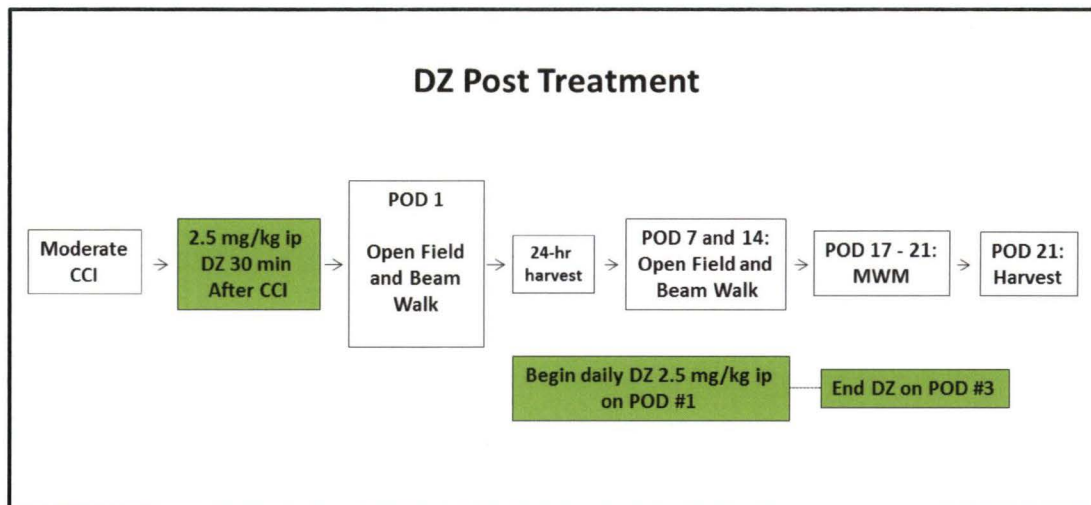 DZ Post Treatment
Moderate
CCI
2.5 mg/kg ip
DZ 30 min
After CCI
POD 1
Open Field
and Beam
Walk
24-hr
harvest
POD 7 and 14:
Open Field and
Beam Walk
POD 17 - 21:
MWM
POD 21:
Harvest
Begin daily DZ 2.5 mg/kg ip
on POD #1
End DZ on POD #3